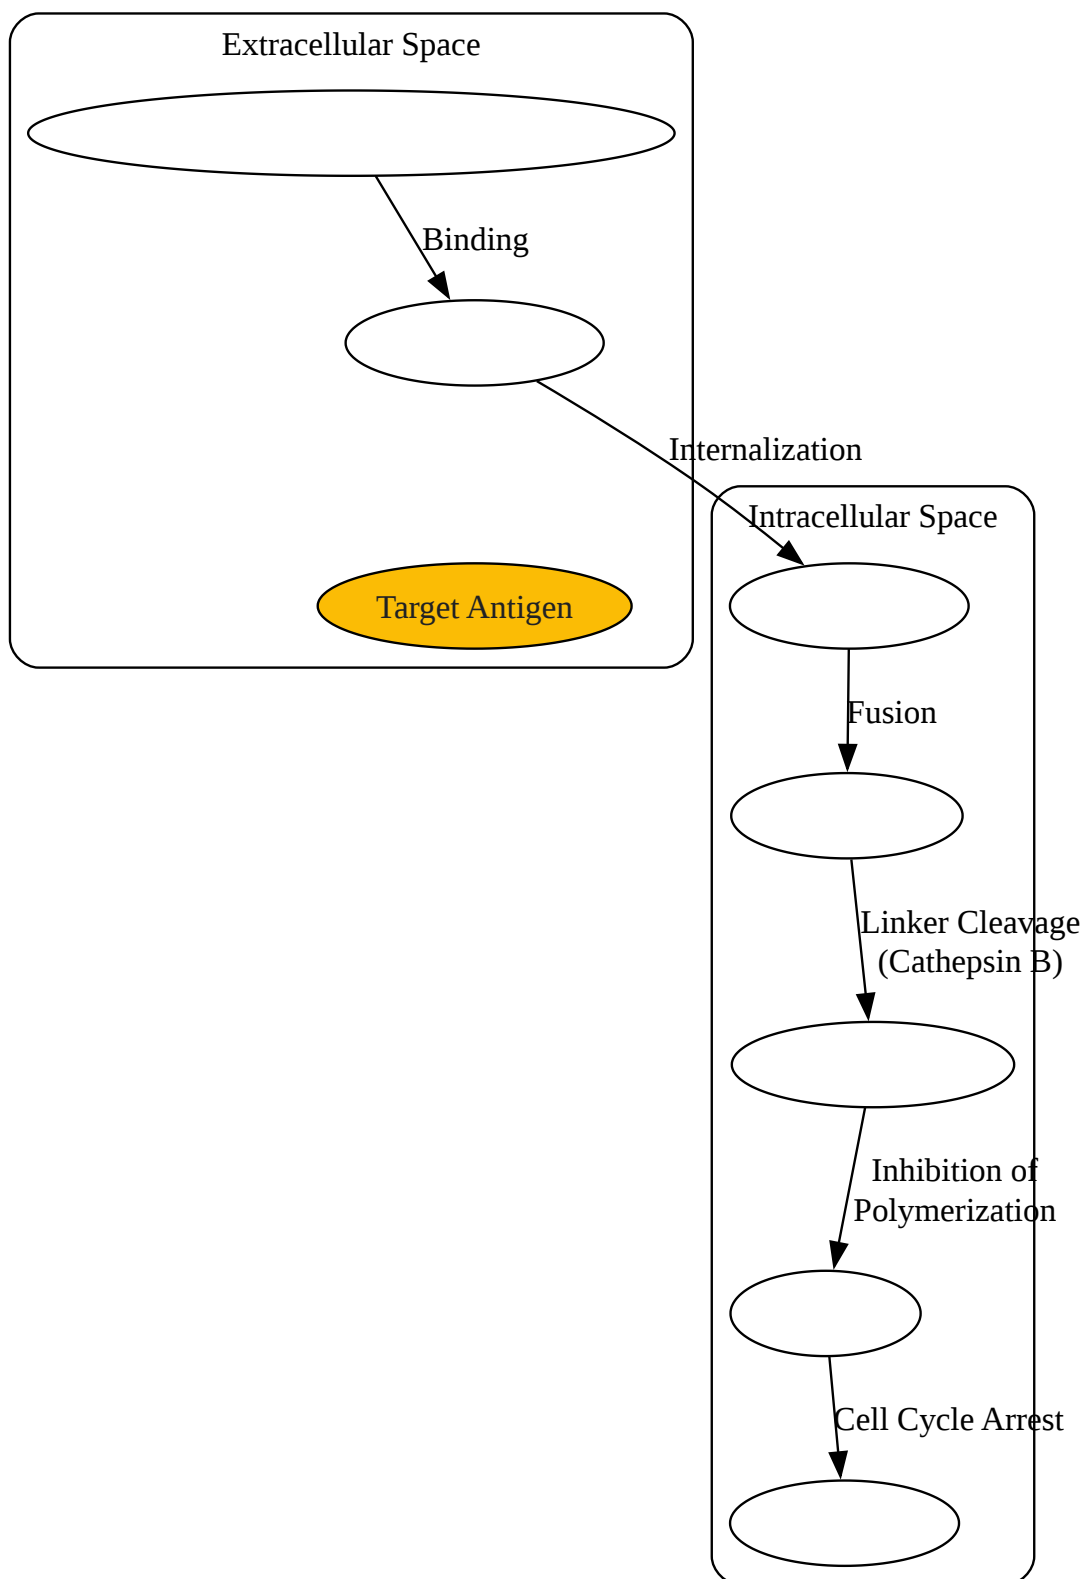 Extracellular Space
Binding
Internalization
Intracellular Space
Target Antigen
Fusion
Linker Cleavage
(Cathepsin B)
Inhibition of
Polymerization
Cell Cycle Arrest